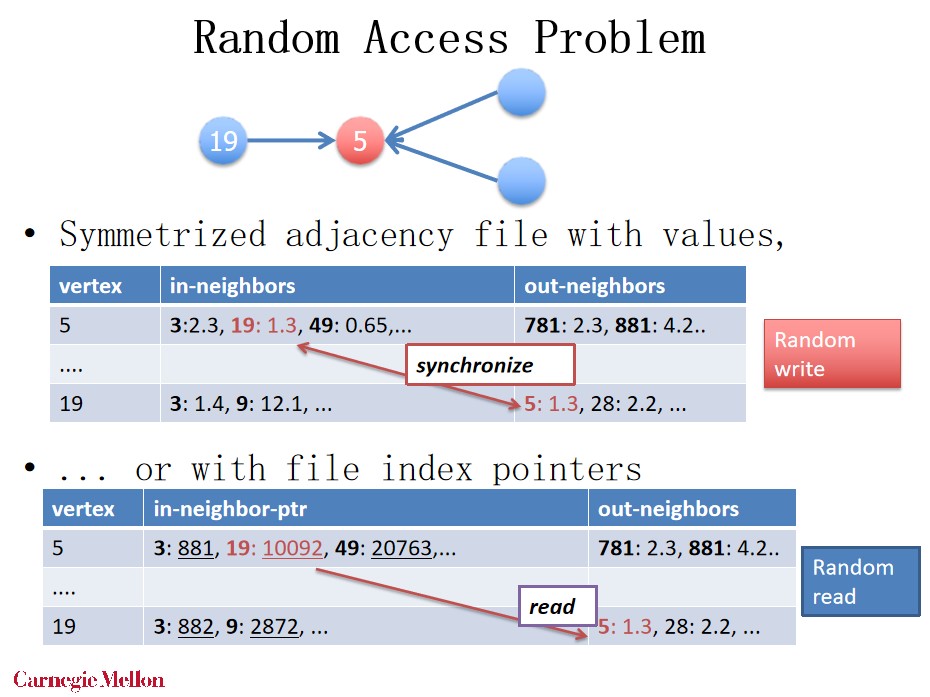 Random Access Problem
19
5
• Symmetrized adjacency file with values,
vertex in-neighbors out-neighbors
5 3:2.3, 19: 1.3, 49: 0.65,... 781: 2.3, 881: 4.2..
....
synchronize
19 3: 1.4, 9: 12.1, ... 5: 1.3, 28: 2.2, ...
Random
write
• ... or with file index pointers
vertex in-neighbor-ptr out-neighbors
5 3: 881, 19: 10092, 49: 20763,... 781: 2.3, 881: 4.2..
....
read
19 3: 882, 9: 2872, ... 5: 1.3, 28: 2.2, ...
Random
read
Carnegie Mellon